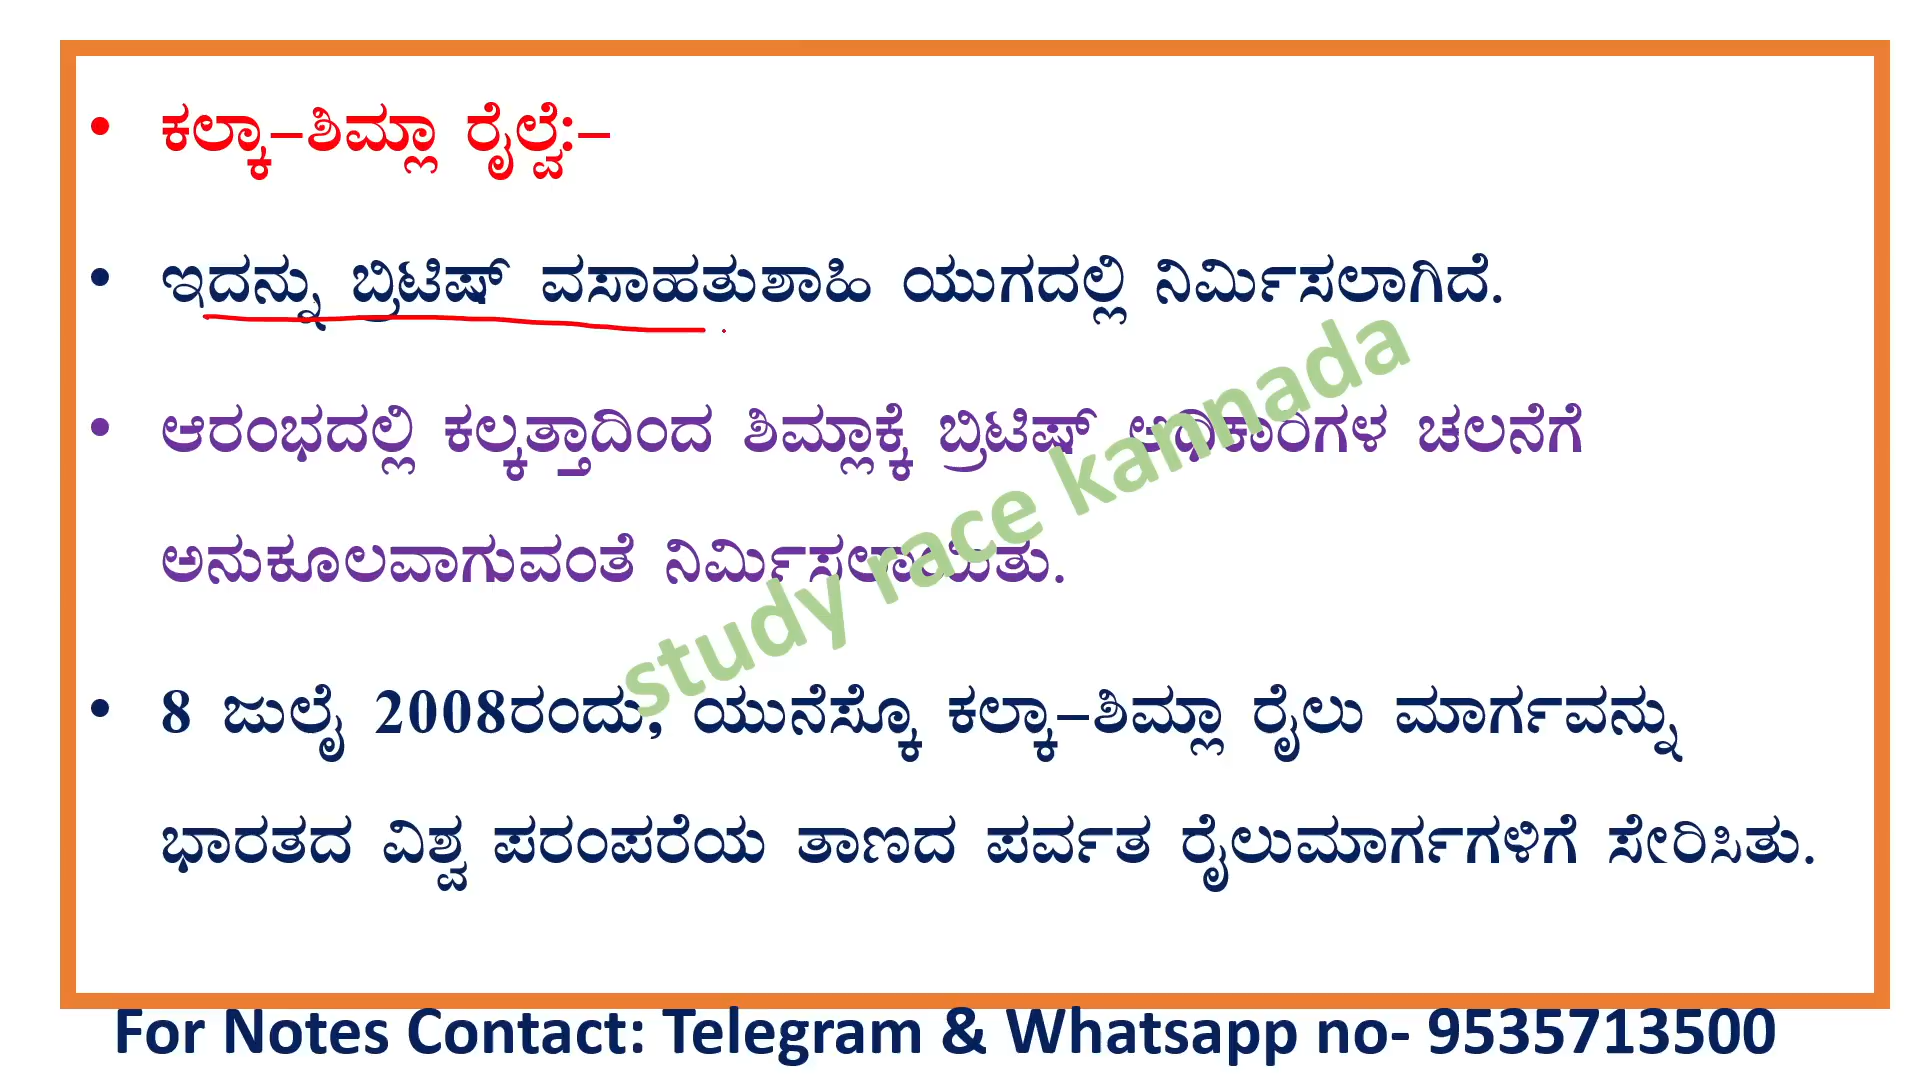 • ಕಲ್ಕಾ–ಶಿಮ್ಲಾ ರೈಲ್ವೆ:–
• ಇದನ್ನು ಬ್ರಿಟಿಷ್ ವಸಾಹತುಶಾಹಿ ಯುಗದಲ್ಲಿ ನಿರ್ಮಿಸಲಾಗಿದೆ.
• ಆರಂಭದಲ್ಲಿ ಕಲ್ಕತ್ತಾದಿಂದ ಶಿಮ್ಲಾಕ್ಕೆ ಬ್ರಿಟಿಷ್ ಅಧಿಕಾರಿಗಳ ಚಲನೆಗೆ
ಅನುಕೂಲವಾಗುವಂತೆ ನಿರ್ಮಿಸಲಾಯಿತು.
study race kannada
• 8 ಜುಲೈ 2008ರಂದು, ಯುನೆಸ್ಕೊ ಕಲ್ಕಾ–ಶಿಮ್ಲಾ ರೈಲು ಮಾರ್ಗವನ್ನು
ಭಾರತದ ವಿಶ್ವ ಪರಂಪರೆಯ ತಾಣದ ಪರ್ವತ ರೈಲುಮಾರ್ಗಗಳಿಗೆ ಸೇರಿಸಿತು.
For Notes Contact: Telegram & Whatsapp no- 9535713500